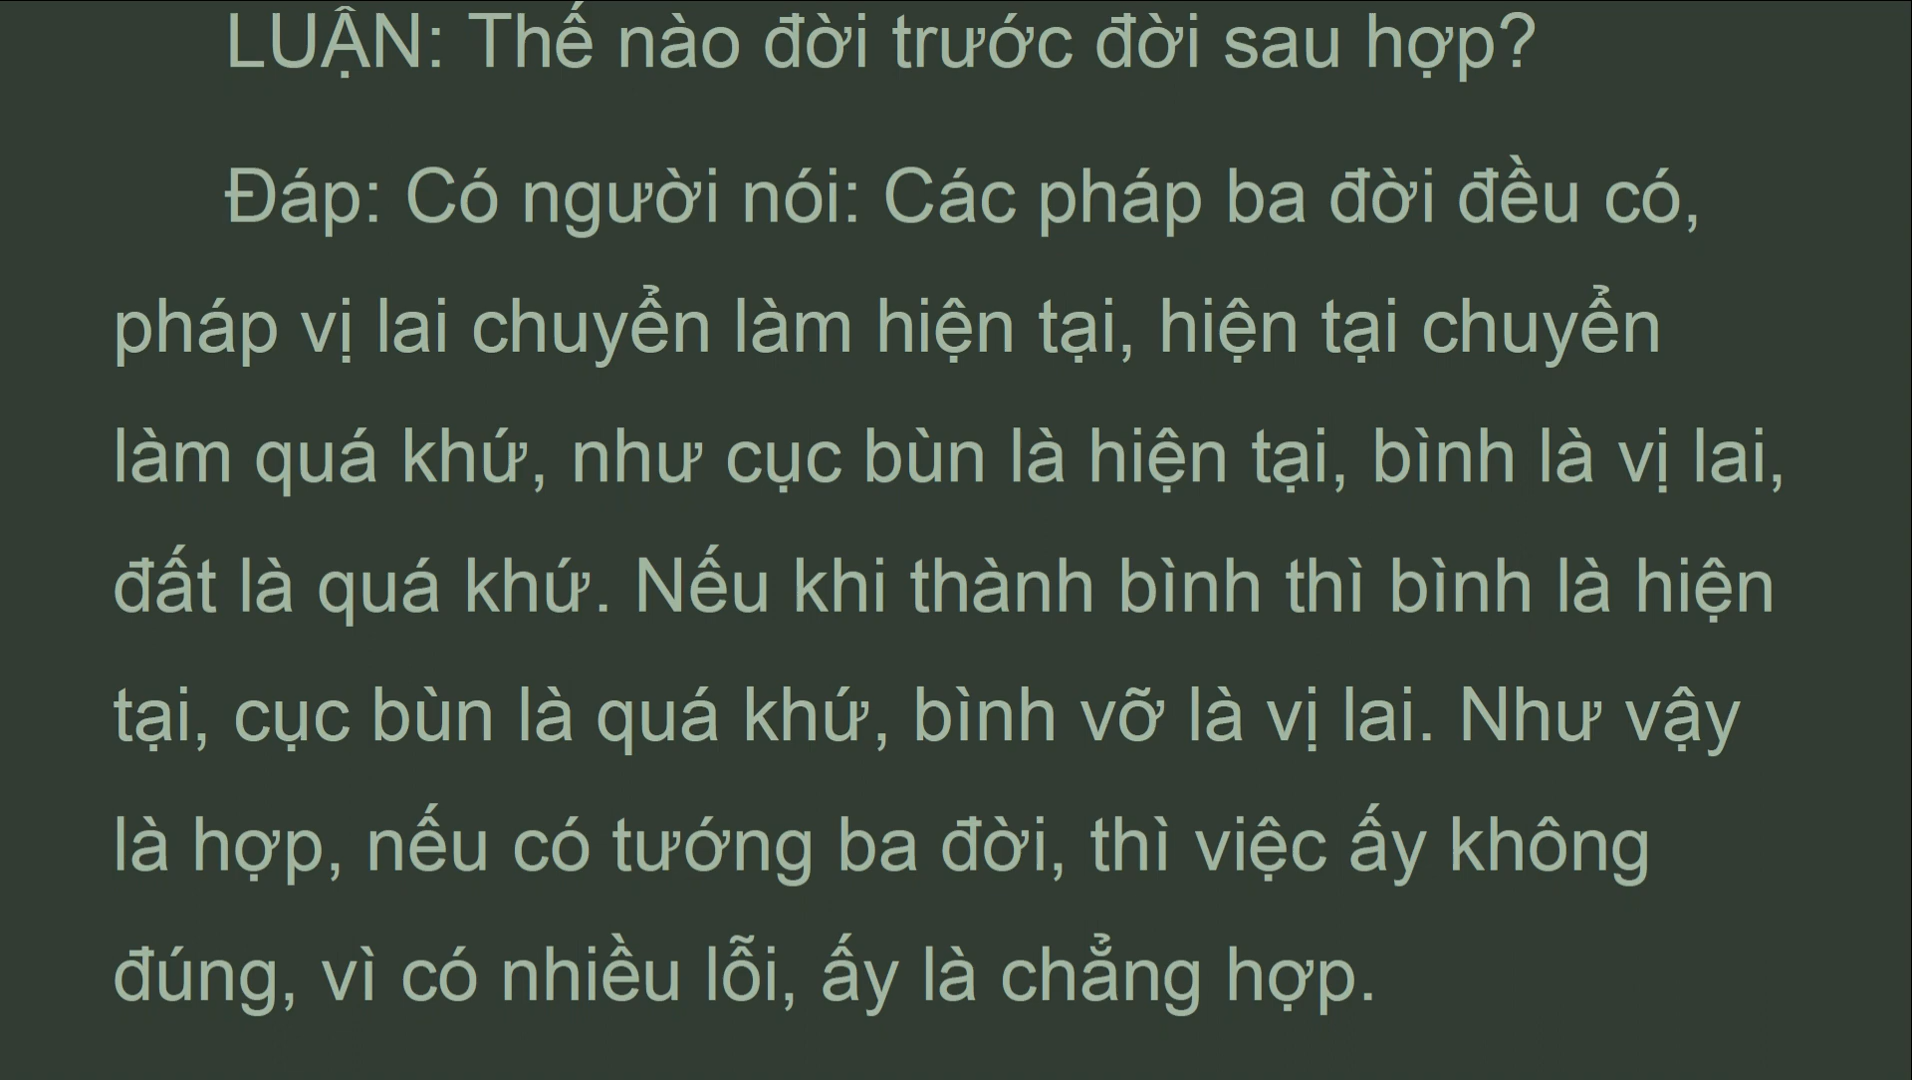 LUẬN: Thế nào đời trước đời sau hợp?
Đáp: Có người nói: Các pháp ba đời đều có,
pháp vị lai chuyển làm hiện tại, hiện tại chuyển
làm quá khứ, như cục bùn là hiện tại, bình là vị lai,
đất là quá khứ. Nếu khi thành bình thì bình là hiện
tại, cục bùn là quá khứ, bình vỡ là vị lai. Như vậy
là hợp, nếu có tướng ba đời, thì việc ấy không
đúng, vì có nhiều lỗi, ấy là chẳng hợp.